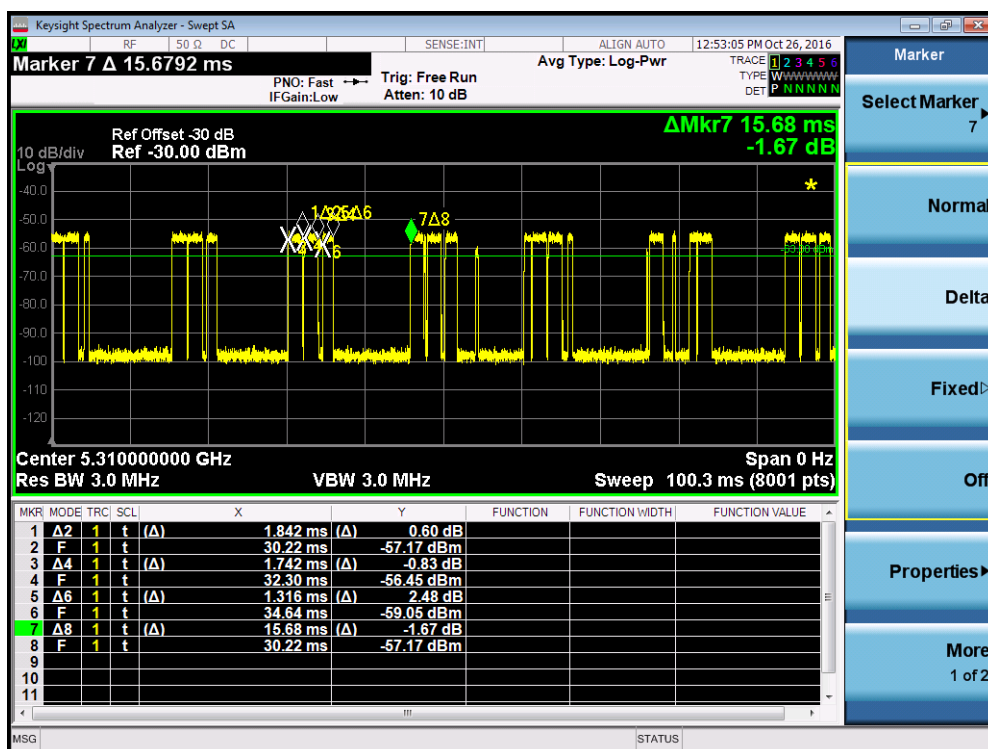 Keysight Spectrum Analyzer - Swept SA
LXI RF 50 Ω DC SENSE:INT ALIGN AUTO 12:53:05 PM Oct 26, 2016
Marker 7 Δ 15.6792 ms
PNO: Fast
IFGain:Low
Trig: Free Run
Atten: 10 dB
Avg Type: Log-Pwr
TRACE 1 2 3 4 5 6
TYPE WWWWWW
DET P N N N N N
Ref Offset -30 dB
10 dB/div Ref -30.00 dBm
Log
ΔMkr7 15.68 ms
-1.67 dB
-40.0
-50.0
-60.0
-70.0
-80.0
-90.0
-100
-110
-120
7Δ8
6
Center 5.310000000 GHz Span 0 Hz
Res BW 3.0 MHz VBW 3.0 MHz Sweep 100.3 ms (8001 pts)
MKR MODE TRC SCL X Y FUNCTION FUNCTION WIDTH FUNCTION VALUE
1 Δ2 1 t (Δ) 1.842 ms (Δ) 0.60 dB
2 F 1 t 30.22 ms -57.17 dBm
3 Δ4 1 t (Δ) 1.742 ms (Δ) -0.83 dB
4 F 1 t 32.30 ms -56.45 dBm
5 Δ6 1 t (Δ) 1.316 ms (Δ) 2.48 dB
6 F 1 t 34.64 ms -59.05 dBm
7 Δ8 1 t (Δ) 15.68 ms (Δ) -1.67 dB
8 F 1 t 30.22 ms -57.17 dBm
9
10
11
MSG STATUS
Marker
Select Marker
7
Normal
Delta
Fixed
Off
Properties
More
1 of 2